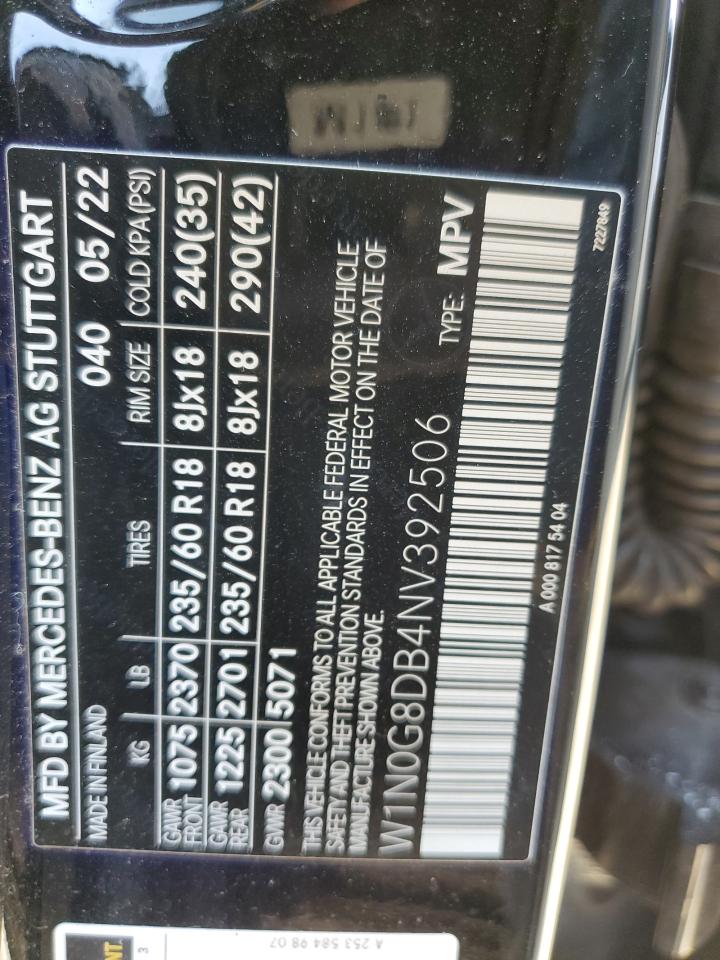 MFD BY MERCEDES-BENZ AG STUTTGART
MADE IN FINLAND 040 05/22
KG LB TIRES RIM SIZE COLD KPA(PSI)
GAWR FRONT 1075 2370 235/60 R18 8Jx18 240(35)
GAWR REAR 1225 2701 235/60 R18 8Jx18 290(42)
GVWR 2300 5071
THIS VEHICLE CONFORMS TO ALL APPLICABLE FEDERAL MOTOR VEHICLE
SAFETY AND THEFT PREVENTION STANDARDS IN EFFECT ON THE DATE OF
MANUFACTURE SHOWN ABOVE.
W1N0G8DB4NV392506 TYPE: MPV
A 000 817 54 04
7227849
A 253 584 98 07
NT.
3